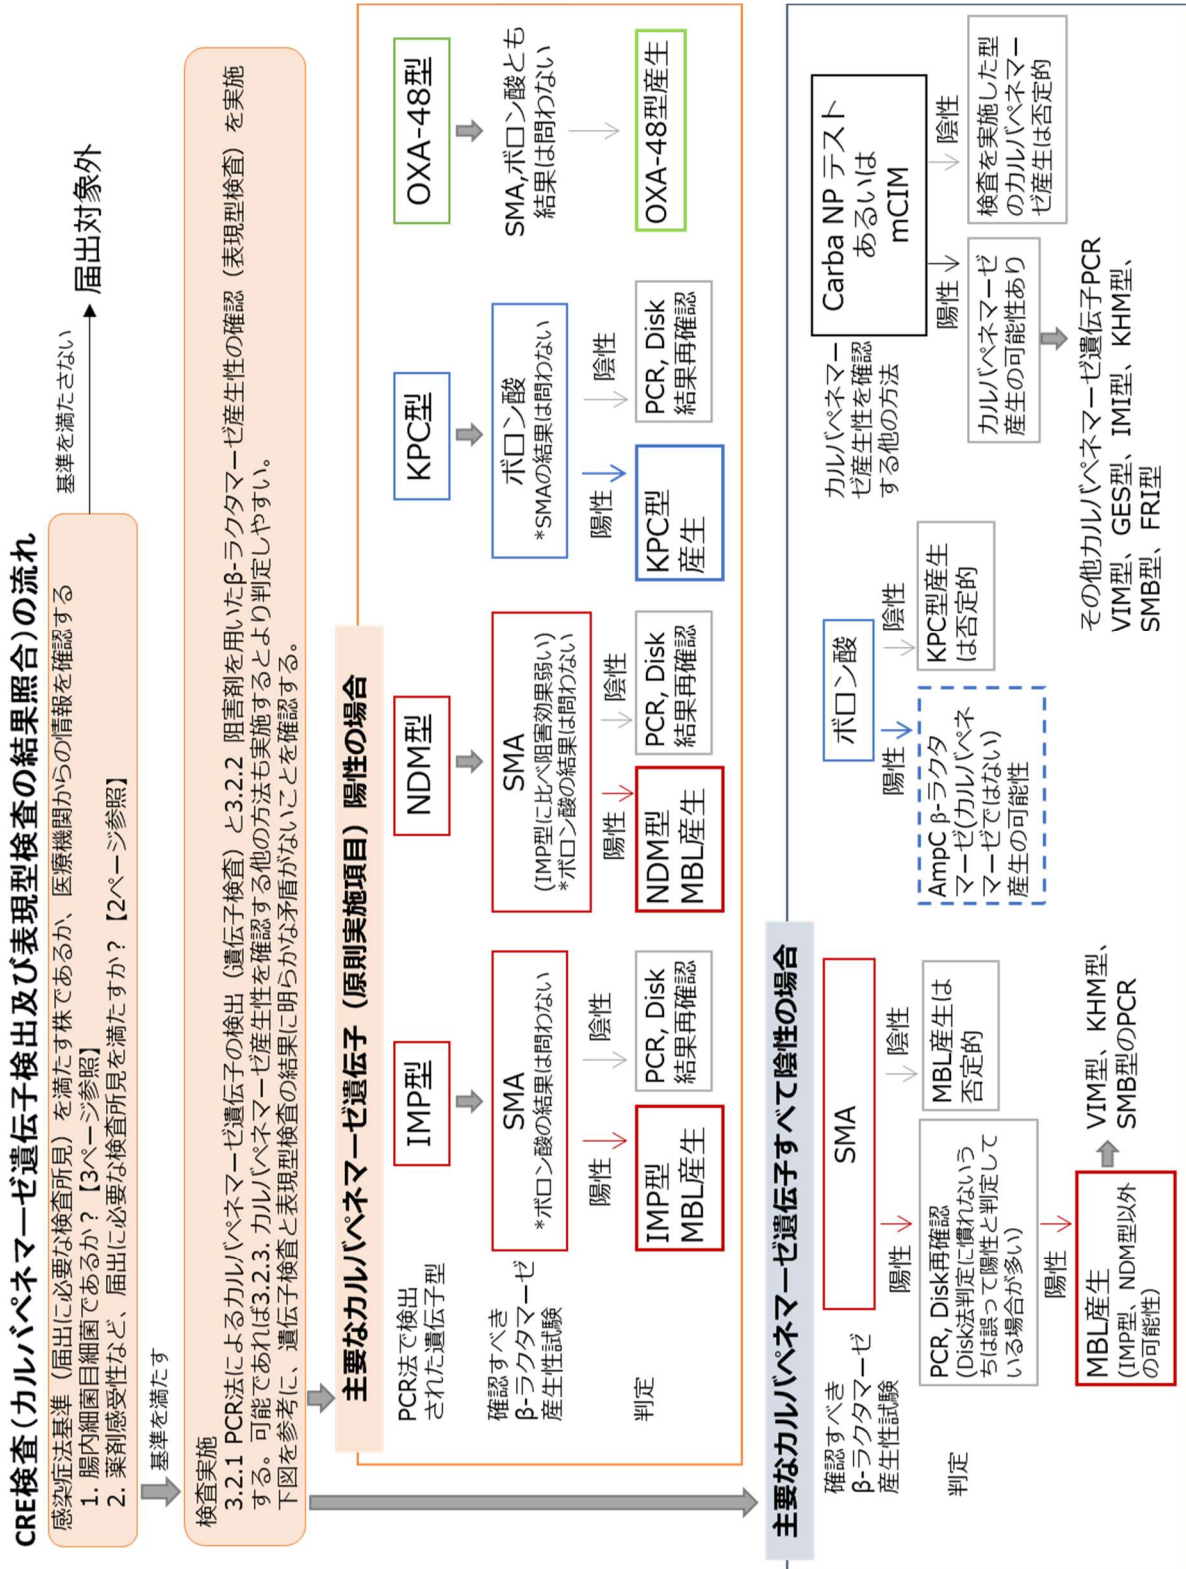 CRE検査(カルバペネマーゼ遺伝子検出及び表現型検査の結果照合)の流れ
感染症法基準（届出に必要な検査所見）を満たす株であるか、医療機関からの情報を確認する
1. 腸内細菌目細菌であるか？【3ページ参照】
2. 薬剤感受性など、届出に必要な検査所見を満たすか？【2ページ参照】
基準を満たさない
届出対象外
基準を満たす
検査実施
3.2.1 PCR法によるカルバペネマーゼ遺伝子の検出（遺伝子検査）と3.2.2 阻害剤を用いたβ-ラクタマーゼ産生性の確認（表現型検査）を実施
する。可能であれば3.2.3. カルバペネマーゼ産生性を確認する他の方法も実施するとより判定しやすい。
下図を参考に、遺伝子検査と表現型検査の結果に明らかな矛盾がないことを確認する。
主要なカルバペネマーゼ遺伝子（原則実施項目）陽性の場合
PCR法で検出
された遺伝子型
IMP型
NDM型
KPC型
OXA-48型
確認すべき
β-ラクタマーゼ
産生性試験
SMA
*ボロン酸の結果は問わない
SMA
(IMP型に比べ阻害効果弱い)
*ボロン酸の結果は問わない
ボロン酸
*SMAの結果は問わない
SMA,ボロン酸とも
結果は問わない
陽性
陰性
陽性
陰性
陽性
陰性
判定
IMP型
MBL産生
PCR, Disk
結果再確認
NDM型
MBL産生
PCR, Disk
結果再確認
KPC型
産生
PCR, Disk
結果再確認
OXA-48型産生
主要なカルバペネマーゼ遺伝子すべて陰性の場合
確認すべき
β-ラクタマーゼ
産生性試験
SMA
ボロン酸
カルバペネマー
ゼ産生性を確認
する他の方法
Carba NP テスト
あるいは
mCIM
陽性
陰性
陽性
陰性
陽性
陰性
判定
PCR, Disk再確認
(Disk法判定に慣れないう
ちは誤って陽性と判定して
いる場合が多い)
MBL産生は
否定的
AmpC β-ラクタ
マーゼ(カルバペネ
マーゼではない)
産生の可能性
KPC型産生
は否定的
カルバペネマーゼ
産生の可能性あり
検査を実施した型
のカルバペネマー
ゼ産生は否定的
陽性
MBL産生
(IMP型、NDM型以外
の可能性)
VIM型、KHM型、
SMB型のPCR
その他カルバペネマーゼ遺伝子PCR
VIM型、GES型、IMI型、KHM型、
SMB型、FRI型